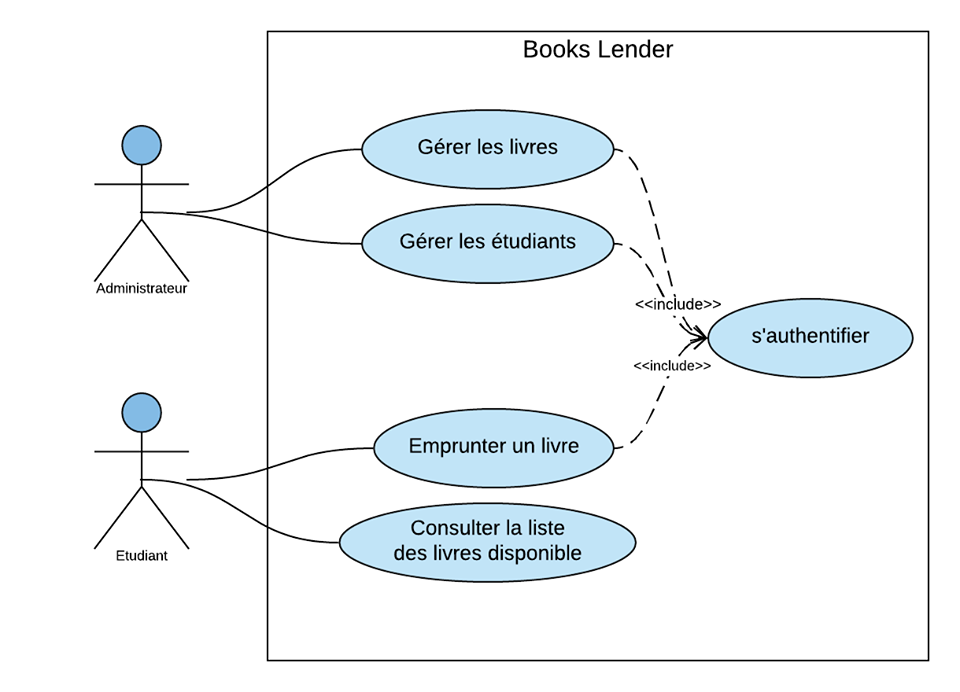 Books Lender
Gérer les livres
Gérer les étudiants
Administrateur
<<include>>
s'authentifier
<<include>>
Emprunter un livre
Consulter la liste
des livres disponible
Etudiant